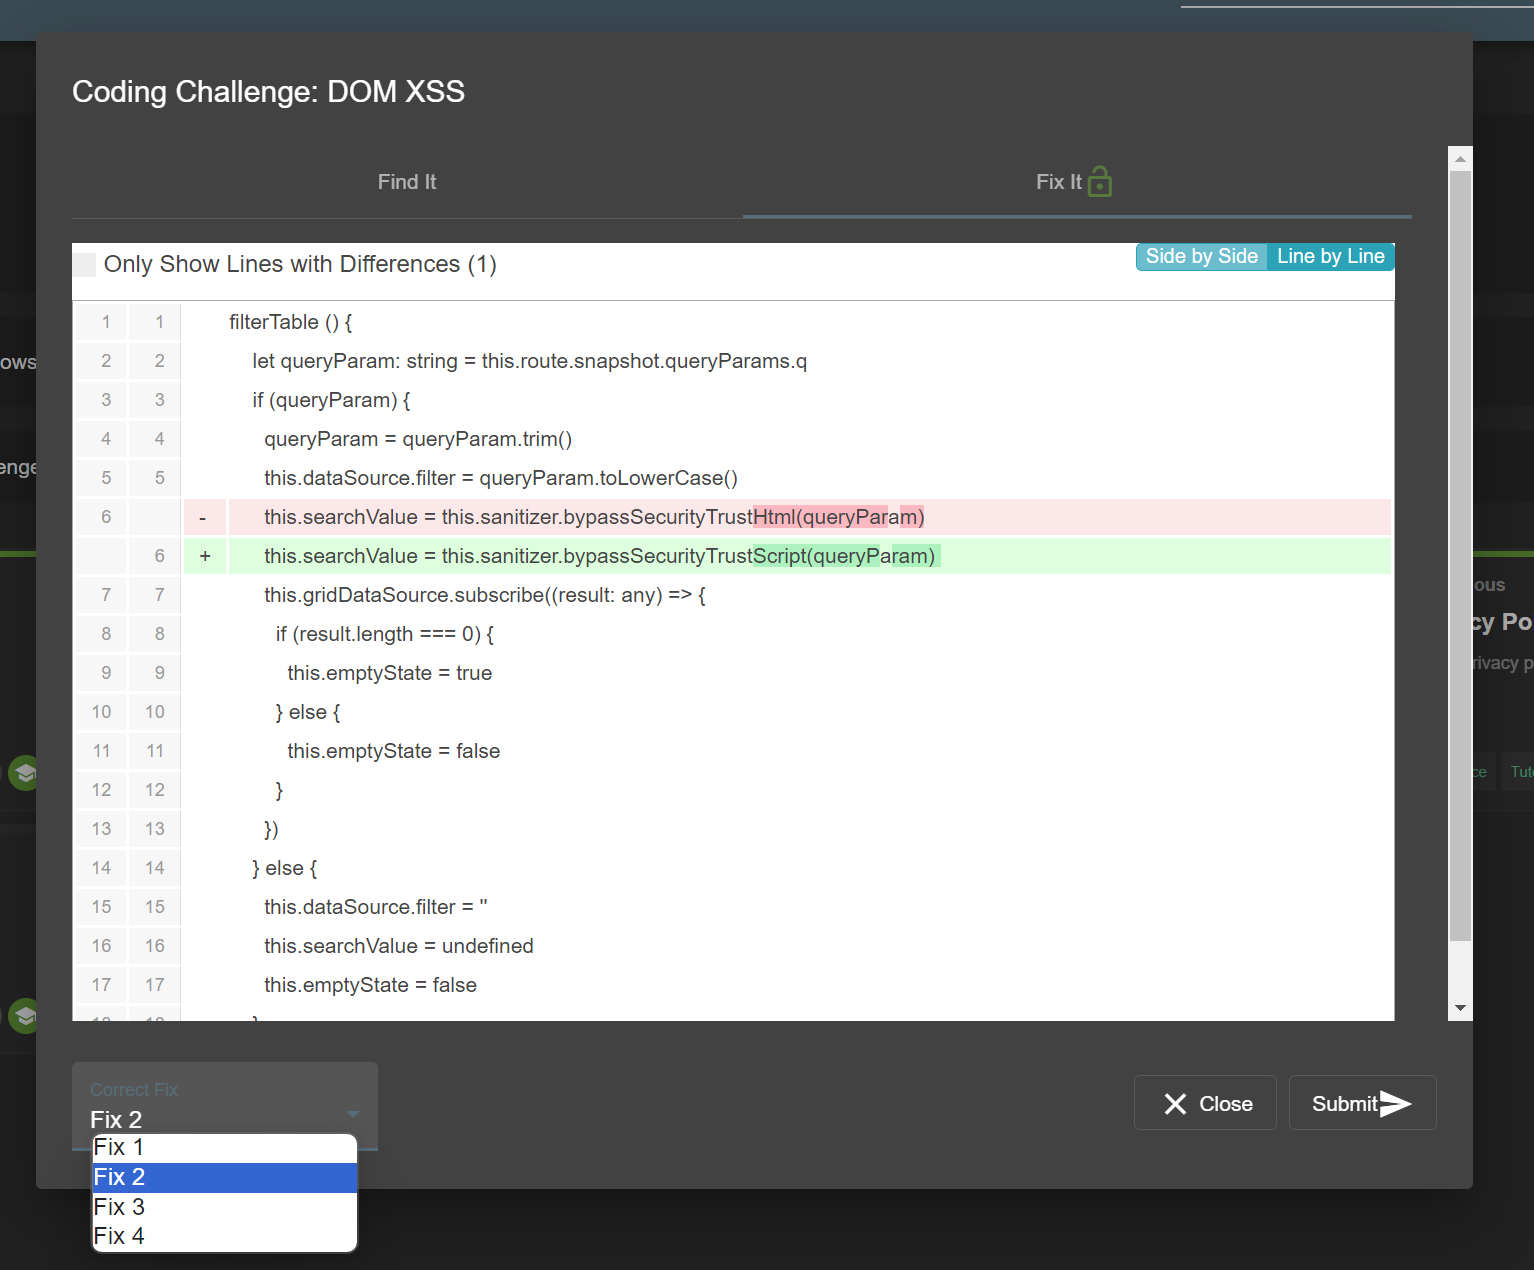 Coding Challenge: DOM XSS
Find It
Fix It
Only Show Lines with Differences (1)
Side by Side Line by Line
1 1 filterTable () {
2 2 let queryParam: string = this.route.snapshot.queryParams.q
3 3 if (queryParam) {
4 4 queryParam = queryParam.trim()
5 5 this.dataSource.filter = queryParam.toLowerCase()
6 - this.searchValue = this.sanitizer.bypassSecurityTrustHtml(queryParam)
6 + this.searchValue = this.sanitizer.bypassSecurityTrustScript(queryParam)
7 7 this.gridDataSource.subscribe((result: any) => {
8 8 if (result.length === 0) {
9 9 this.emptyState = true
10 10 } else {
11 11 this.emptyState = false
12 12 }
13 13 })
14 14 } else {
15 15 this.dataSource.filter = ''
16 16 this.searchValue = undefined
17 17 this.emptyState = false
ows
enge
ous
cy Po
rivacy p
ce
Tut
Correct Fix
Fix 2
Fix 1
Fix 2
Fix 3
Fix 4
Close
Submit